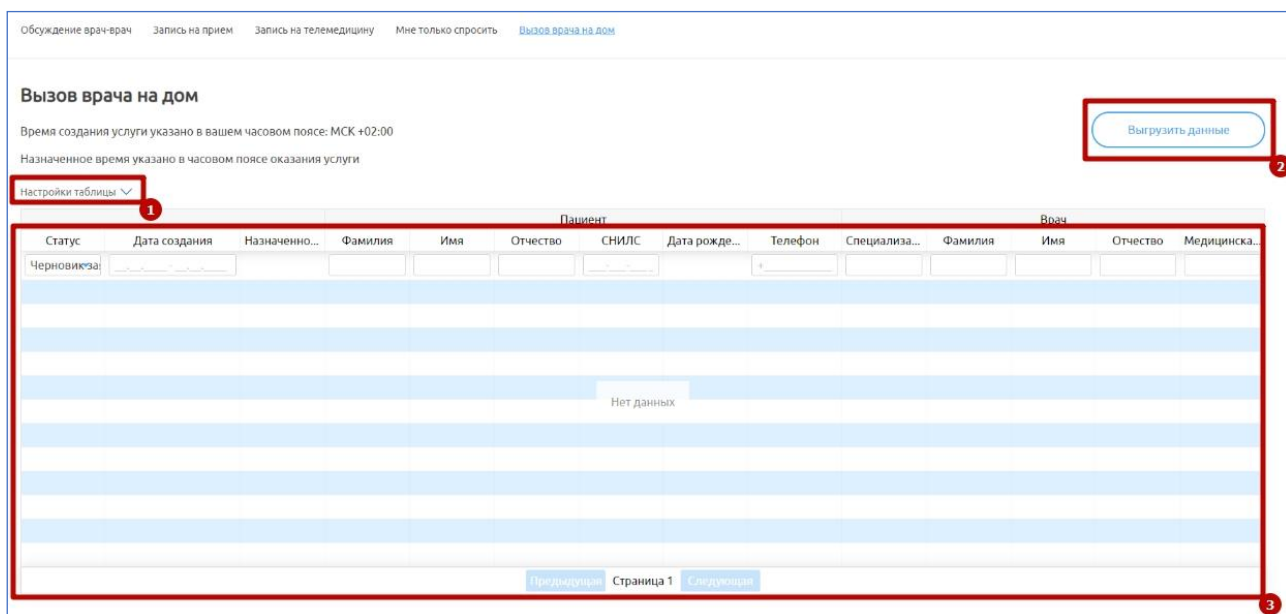 Обсуждение врач-врач Запись на прием Запись на телемедицину Мне только спросить Вызов врача на дом
Вызов врача на дом
Время создания услуги указано в вашем часовом поясе: МСК +02:00
Выгрузить данные
Назначенное время указано в часовом поясе оказания услуги
2
Настройки таблицы
1
Пациент Врач
Статус Дата создания Назначенно... Фамилия Имя Отчество СНИЛС Дата рожде... Телефон Специализа... Фамилия Имя Отчество Медицинска...
Черновик за
Нет данных
Предыдущая Страница 1 Следующая
3